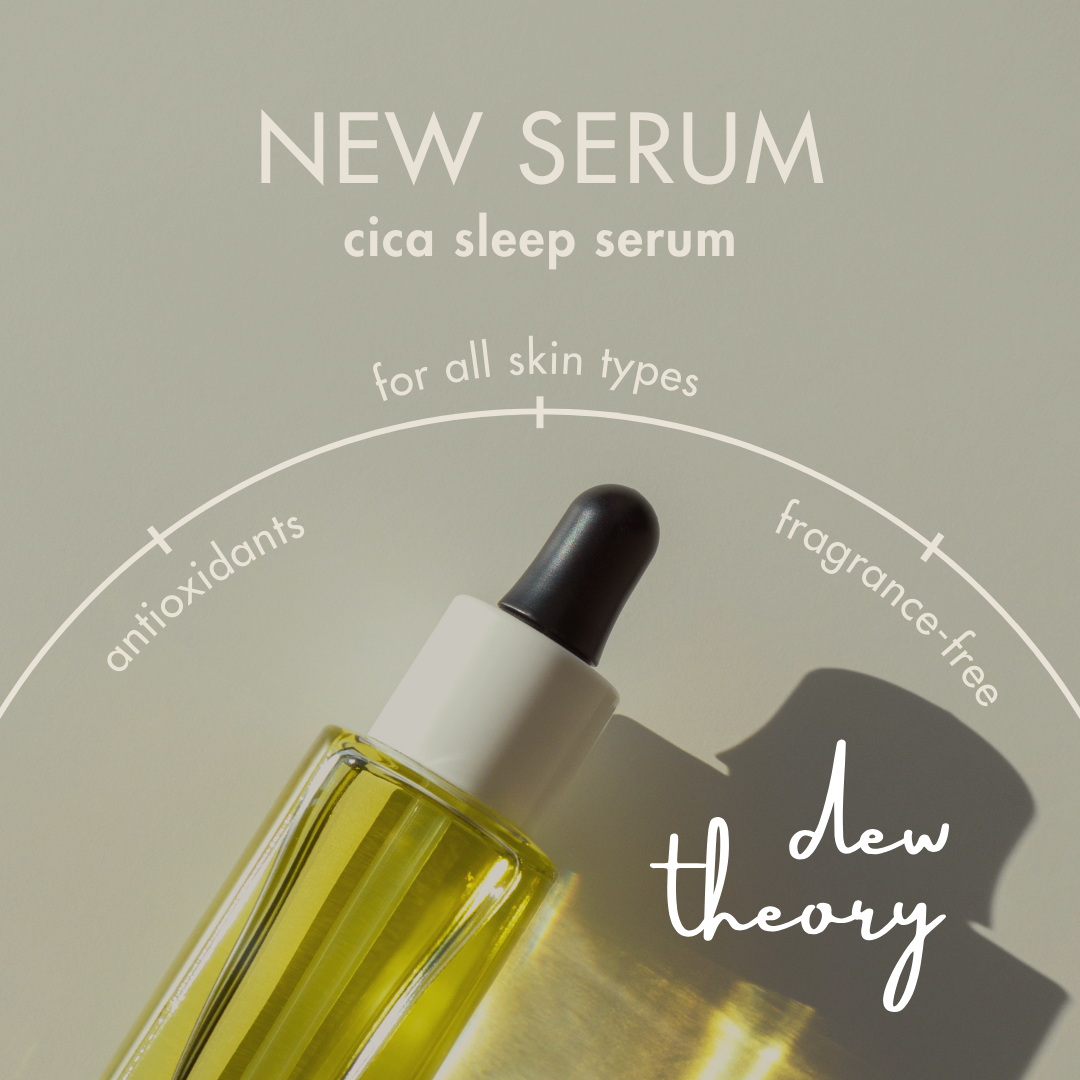 NEW SERUM
cica sleep serum
for all skin types
antioxidants
fragrance-free
dew
theory